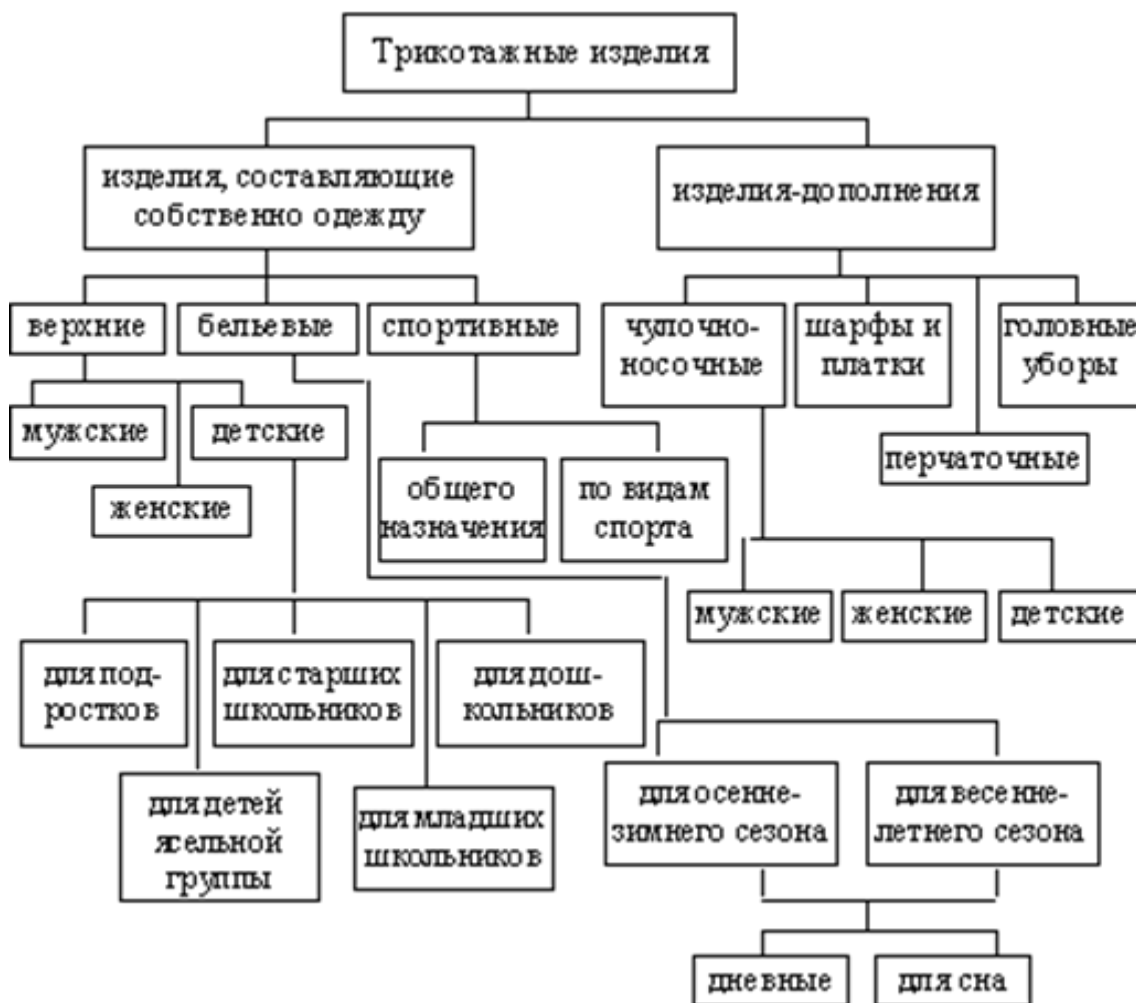 Трикотажные изделия
изделия, составляющие
собственно одежду
изделия-дополнения
верхние
бельевые
спортивные
чулочно-
носочные
шарфы и
платки
головные
уборы
мужские
детские
перчаточные
женские
общего
назначения
по видам
спорта
мужские
женские
детские
для под-
ростков
для старших
школьников
для дош-
кольников
для детей
ясельной
группы
для младших
школьников
для осенне-
зимнего сезона
для весенне-
летнего сезона
дневные
для сна